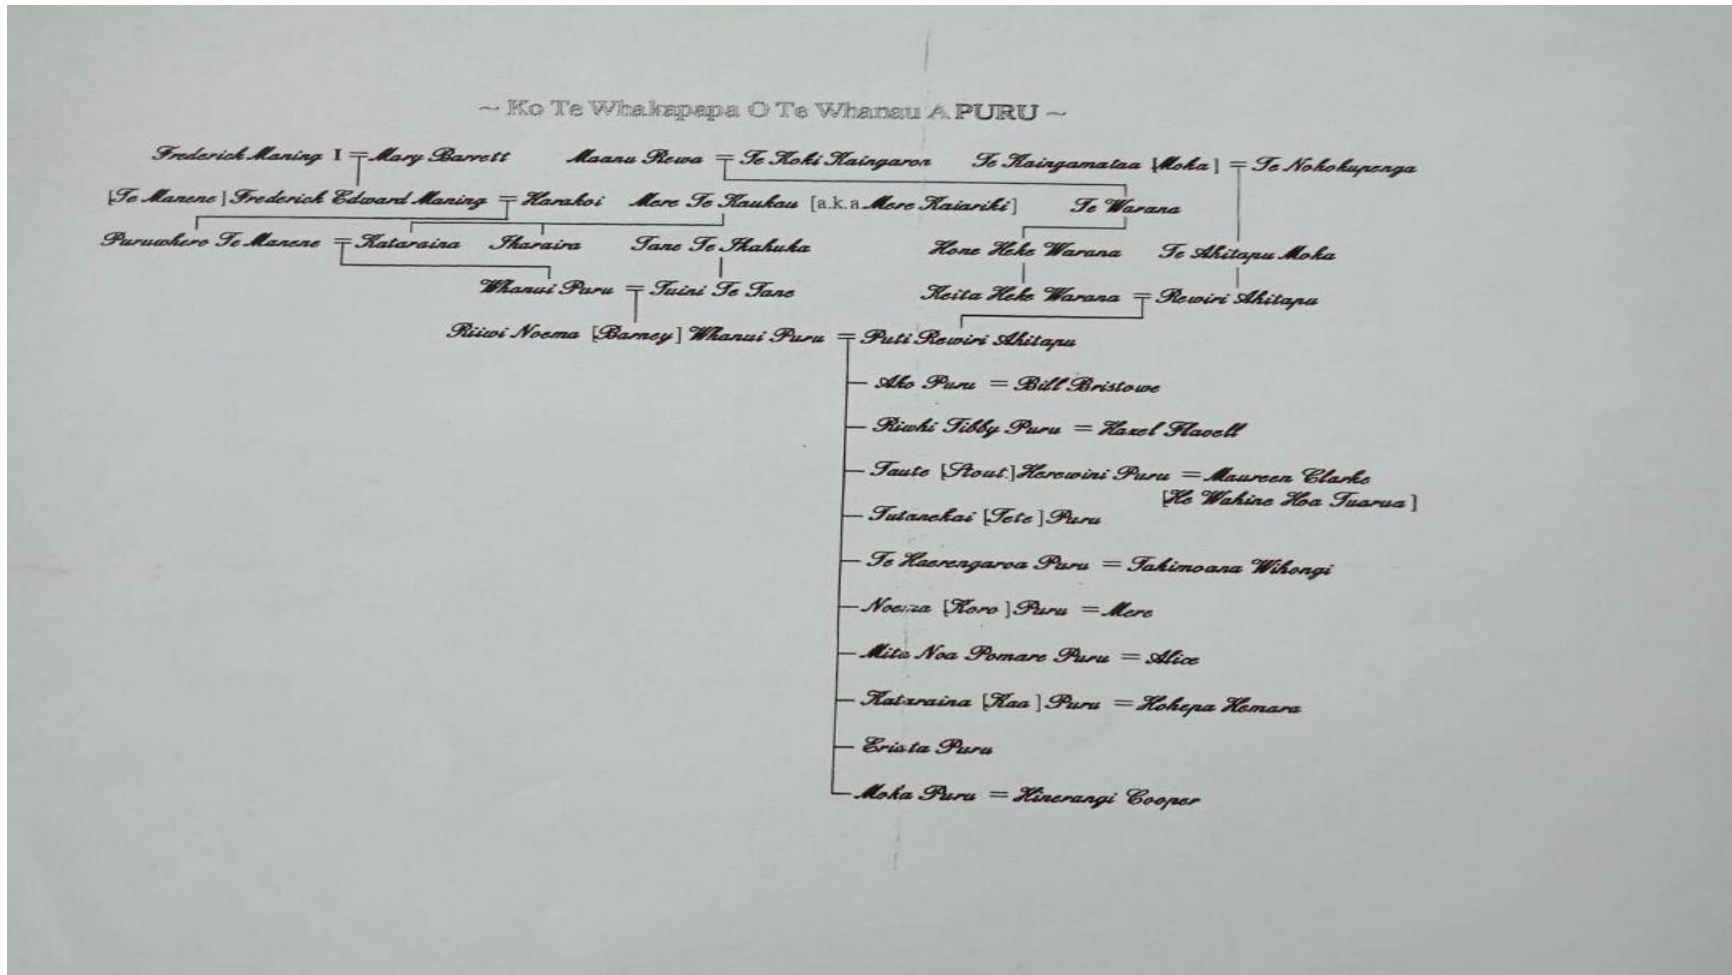 ~ Ko Te Whakapapa O Te Whanau A PURU ~
Frederick Maning I = Mary Barrett Maanu Rewa = Te Koki Kaingaron Te Kaingamataa [Moka] = Te Nohokupenga
[Te Manene] Frederick Edward Maning = Harakoi Mere Te Kaukau [a.k.a Mere Kaiariki] Te Warana
Puruwhero Te Manene = Kataraina Iharaira Tane Te Ikahuka Hone Heke Warana Te Ahitapu Moka
Whanui Puru = Tuini Te Tane Keita Heke Warana = Rewiri Ahitapu
Riiwi Noema [Barney] Whanui Puru = Puti Rewiri Ahitapu
Ako Puru = Bill Bristowe
Riwhi Tibby Puru = Hazel Flavell
Taute [Stout.] Herewini Puru = Maureen Clarke
[He Wahine Hoa Tuarua]
Tutanekai [Tete] Puru
Te Haerengaroa Puru = Takimoana Wihongi
Noema [Koro] Puru = Mere
Mita Noa Pomare Puru = Alice
Kataraina [Kaa] Puru = Hohepa Hemara
Erista Puru
Moka Puru = Hinerangi Cooper